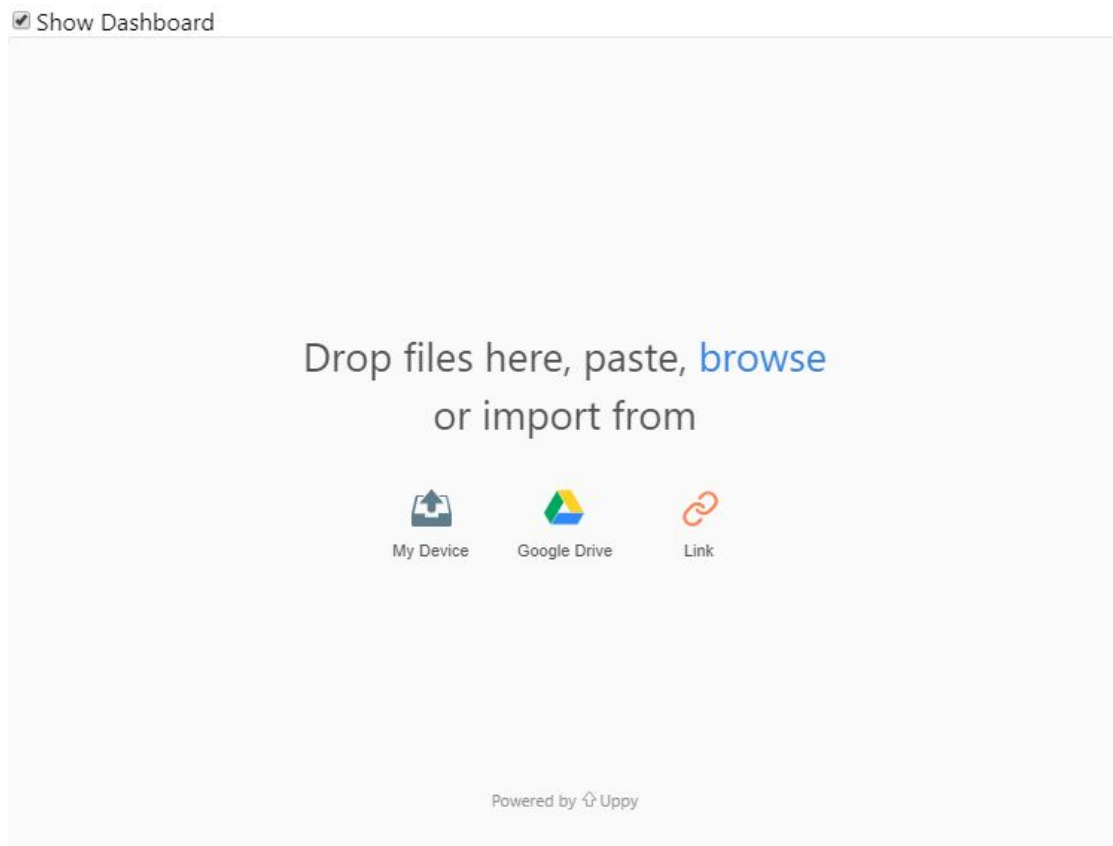 Show Dashboard
Drop files here, paste, browse
or import from
My Device Google Drive Link
Powered by Uppy